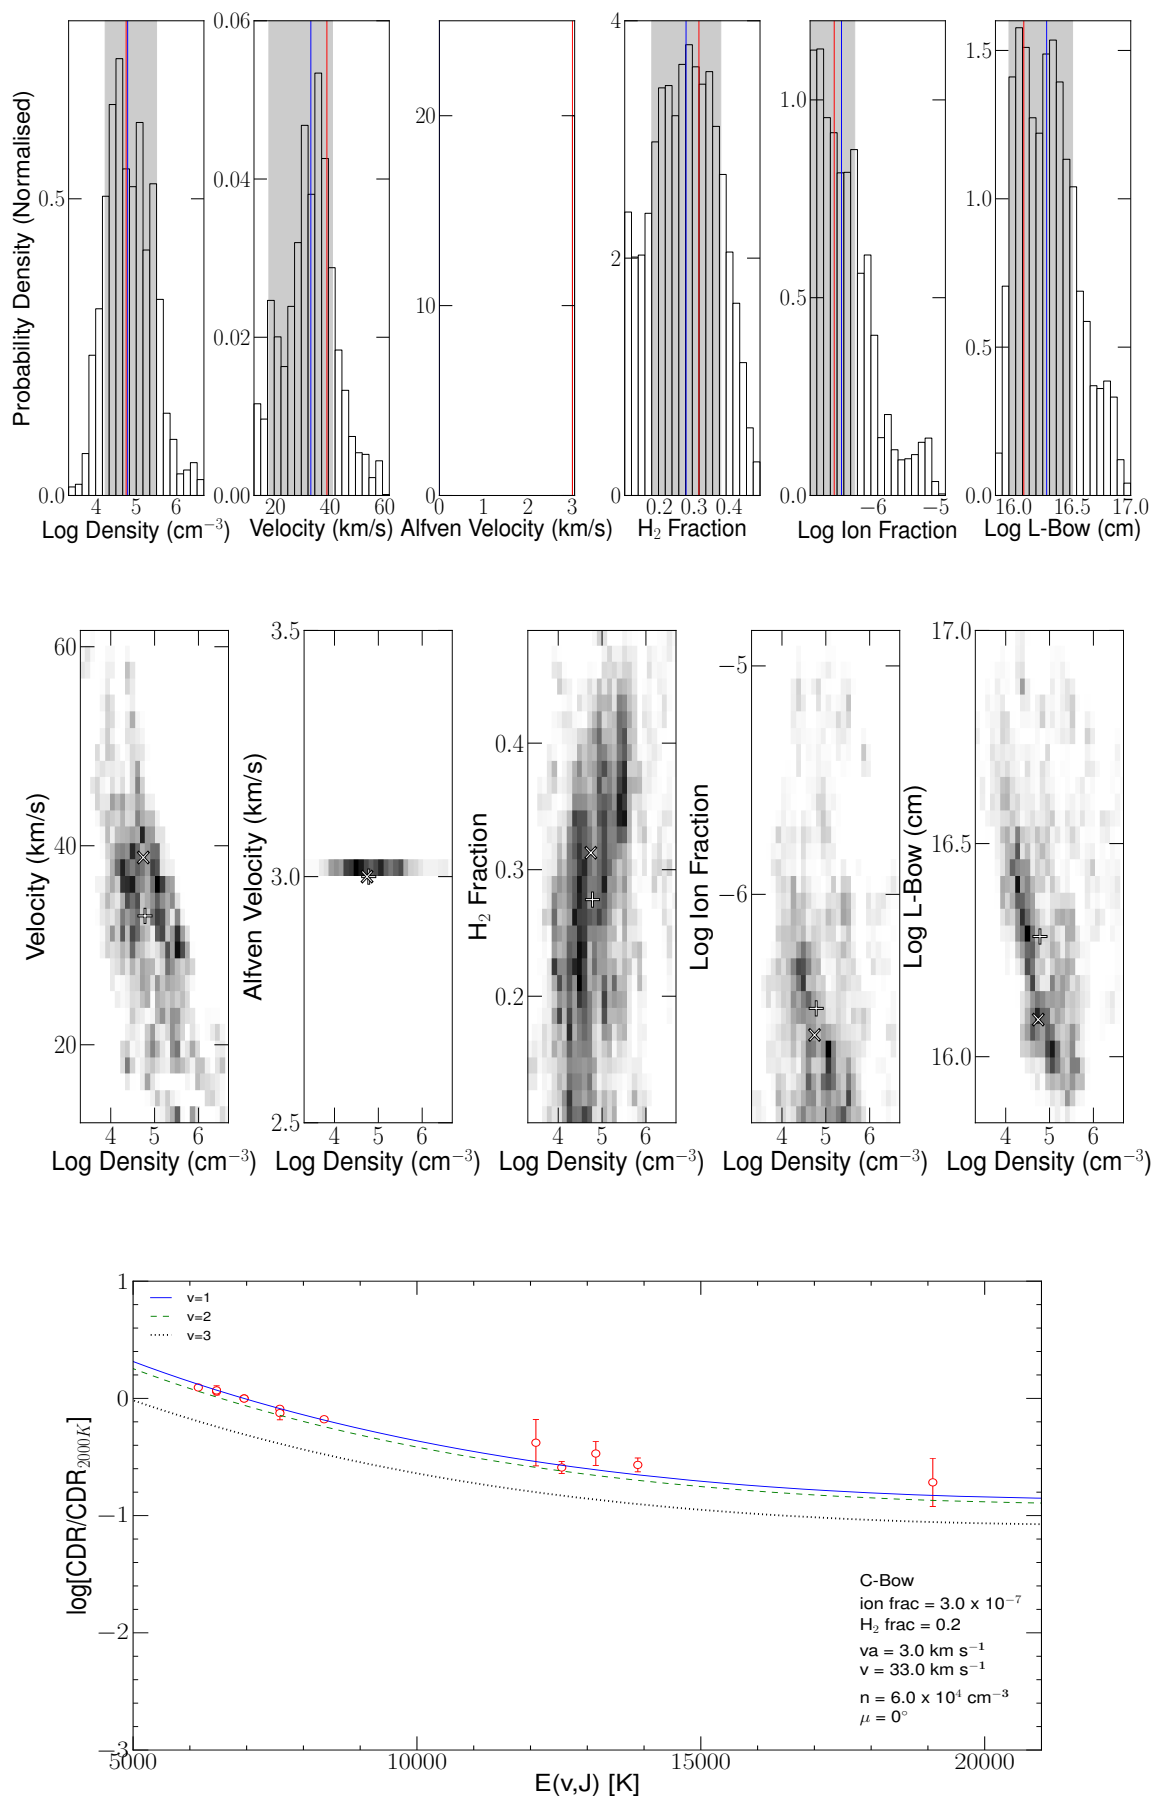 Probability Density (Normalised)
0.5
0.0
4 5 6
Log Density (cm−3)
0.06
0.04
0.02
0.00
20 40 60
Velocity (km/s)
20
10
0
0 1 2 3
Alfven Velocity (km/s)
4
2
0
0.2 0.3 0.4
H2 Fraction
1.0
0.5
0.0
−6 −5
Log Ion Fraction
1.5
1.0
0.5
0.0
16.0 16.5 17.0
Log L-Bow (cm)
Velocity (km/s)
60
40
20
4 5 6
Log Density (cm−3)
Alfven Velocity (km/s)
3.5
3.0
2.5
4 5 6
Log Density (cm−3)
H2 Fraction
0.4
0.3
0.2
4 5 6
Log Density (cm−3)
Log Ion Fraction
−5
−6
4 5 6
Log Density (cm−3)
Log L-Bow (cm)
17.0
16.5
16.0
4 5 6
Log Density (cm−3)
log[CDR/CDR2000K]
1
0
−1
−2
−3
v=1
v=2
v=3
C-Bow
ion frac = 3.0 x 10−7
H2 frac = 0.2
va = 3.0 km s−1
v = 33.0 km s−1
n = 6.0 x 104 cm−3
μ = 0°
5000 10000 15000 20000
E(v,J) [K]